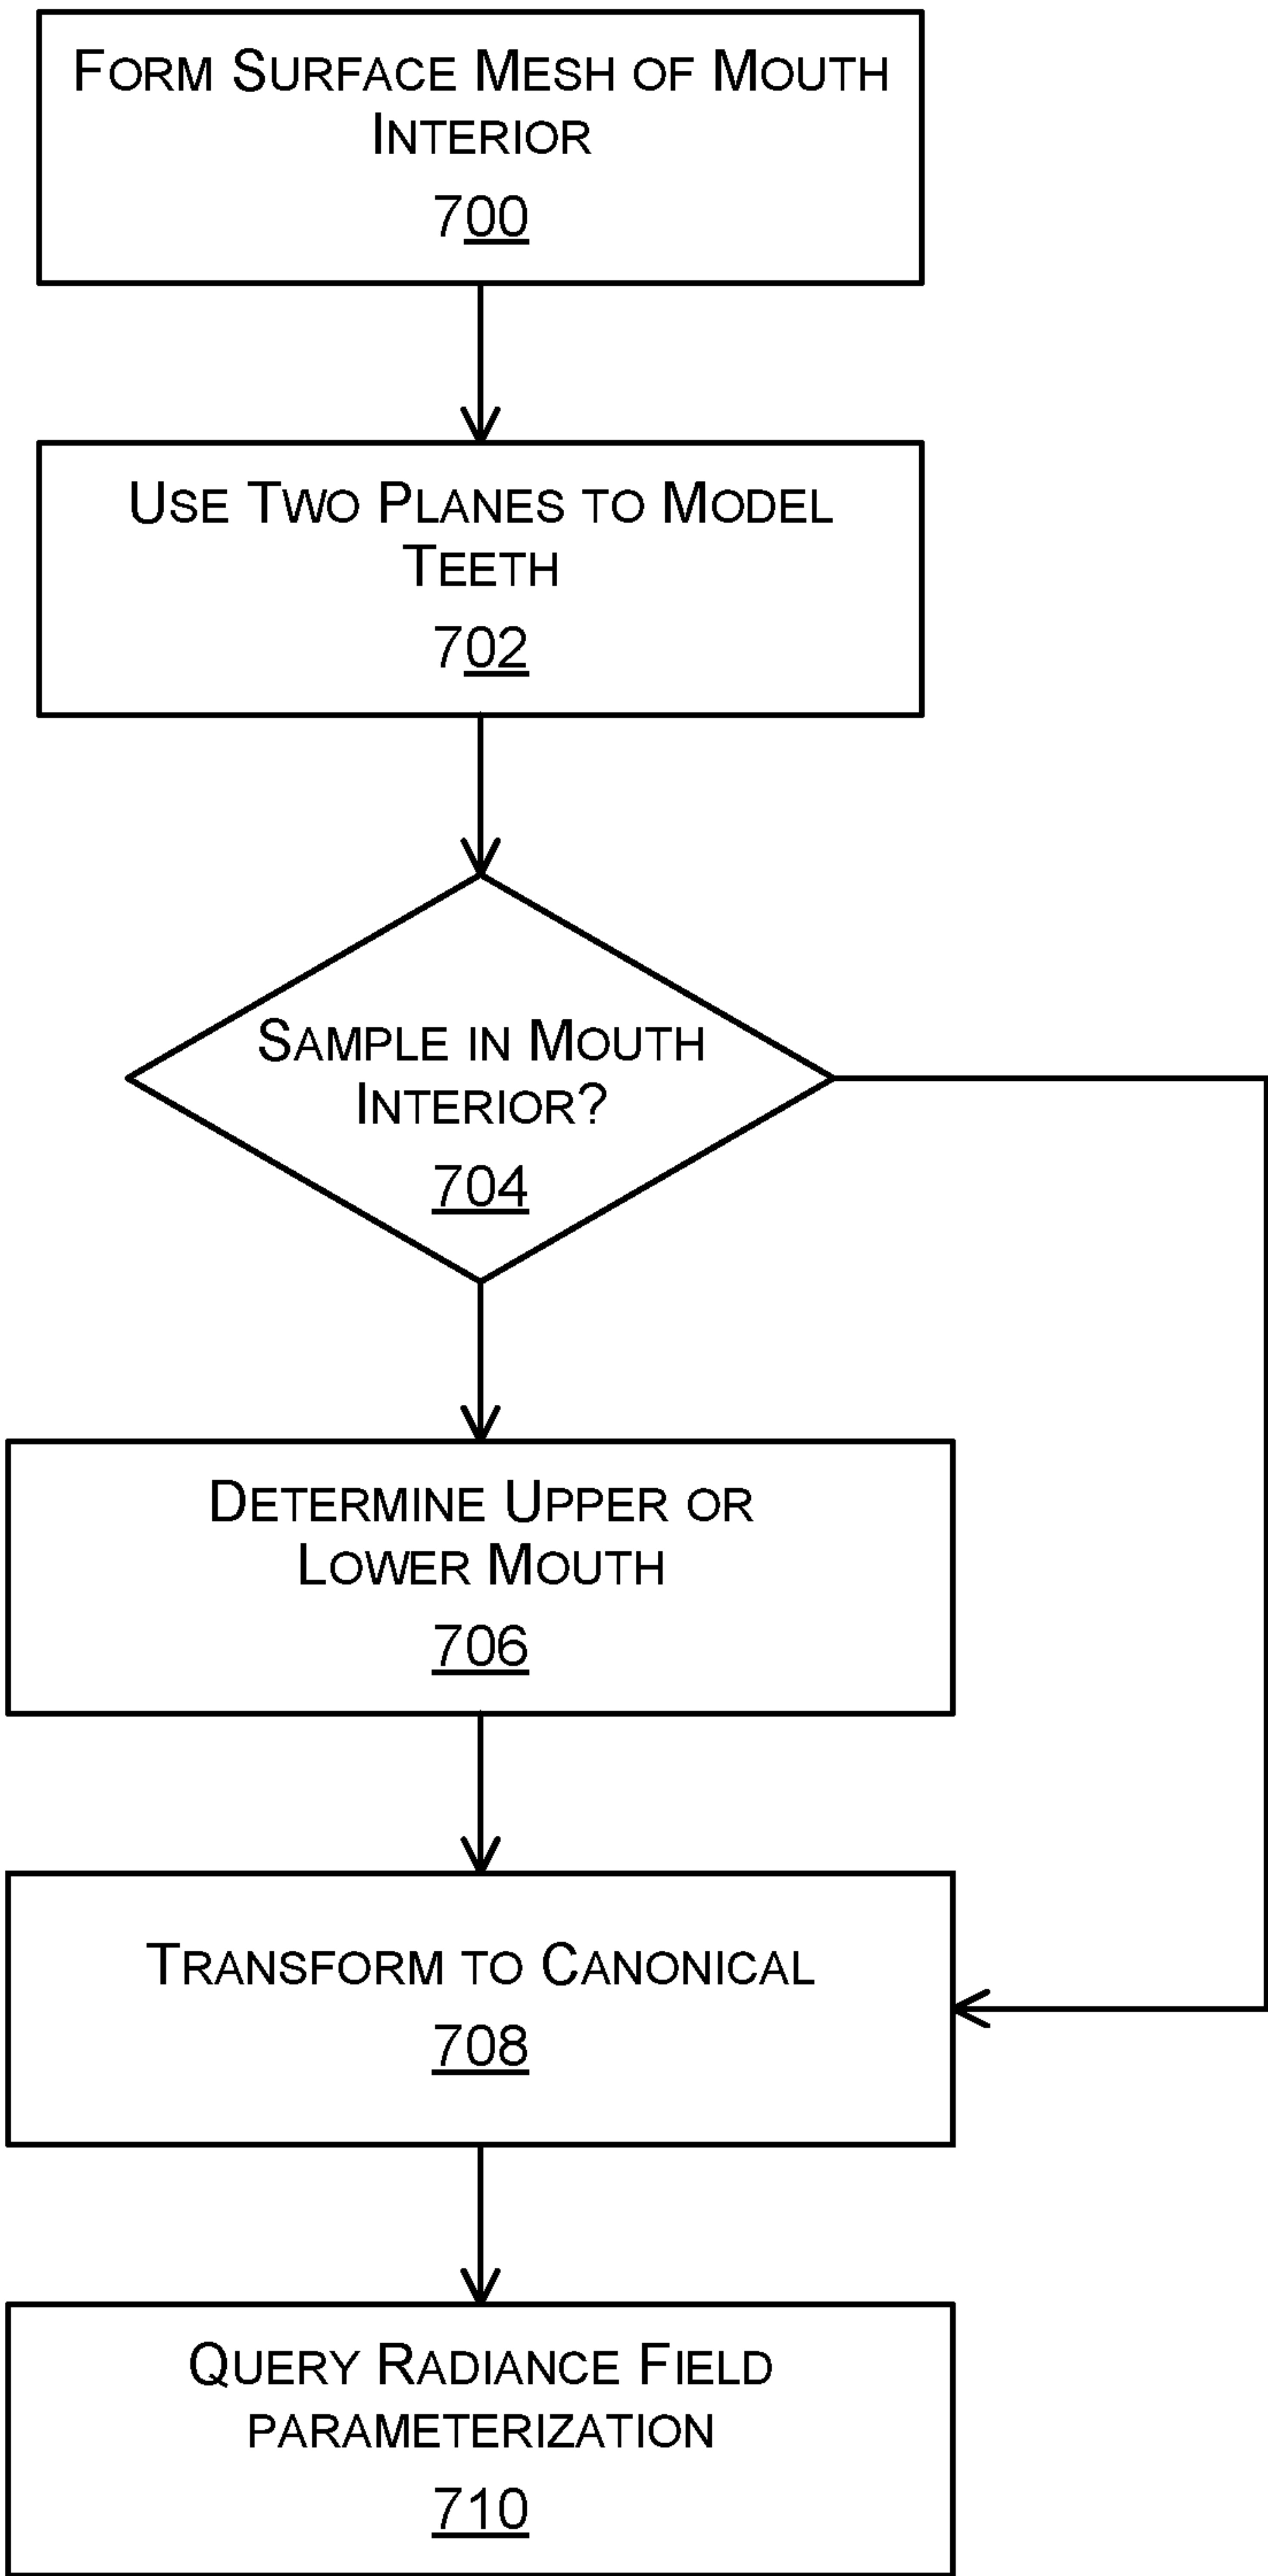 FORM SURFACE MESH OF MOUTH
INTERIOR
700
USE TWO PLANES TO MODEL
TEETH
702
SAMPLE IN MOUTH
INTERIOR?
704
DETERMINE UPPER OR
LOWER MOUTH
706
TRANSFORM TO CANONICAL
708
QUERY RADIANCE FIELD
PARAMETERIZATION
710